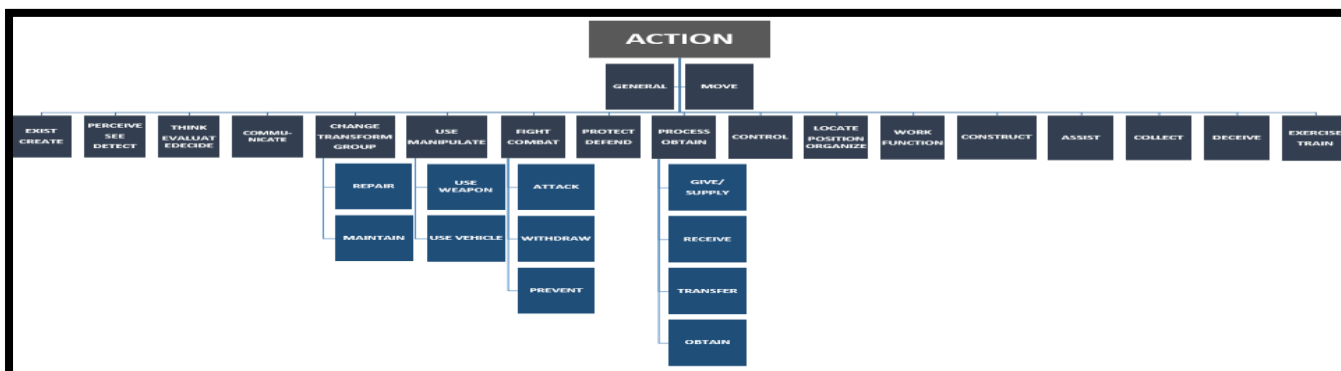 ACTION
GENERAL
MOVE
EXIST
CREATE
PERCEIVE
SEE
DETECT
THINK
EVALUAT
EDECIDE
COMMU-
NICATE
CHANGE
TRANSFORM
GROUP
USE
MANIPULATE
FIGHT
COMBAT
PROTECT
DEFEND
PROCESS
OBTAIN
CONTROL
LOCATE
POSITION
ORGANIZE
WORK
FUNCTION
CONSTRUCT
ASSIST
COLLECT
DECEIVE
EXERCISE
TRAIN
REPAIR
MAINTAIN
USE
WEAPON
USE VEHICLE
ATTACK
WITHDRAW
PREVENT
GIVE/
SUPPLY
RECEIVE
TRANSFER
OBTAIN